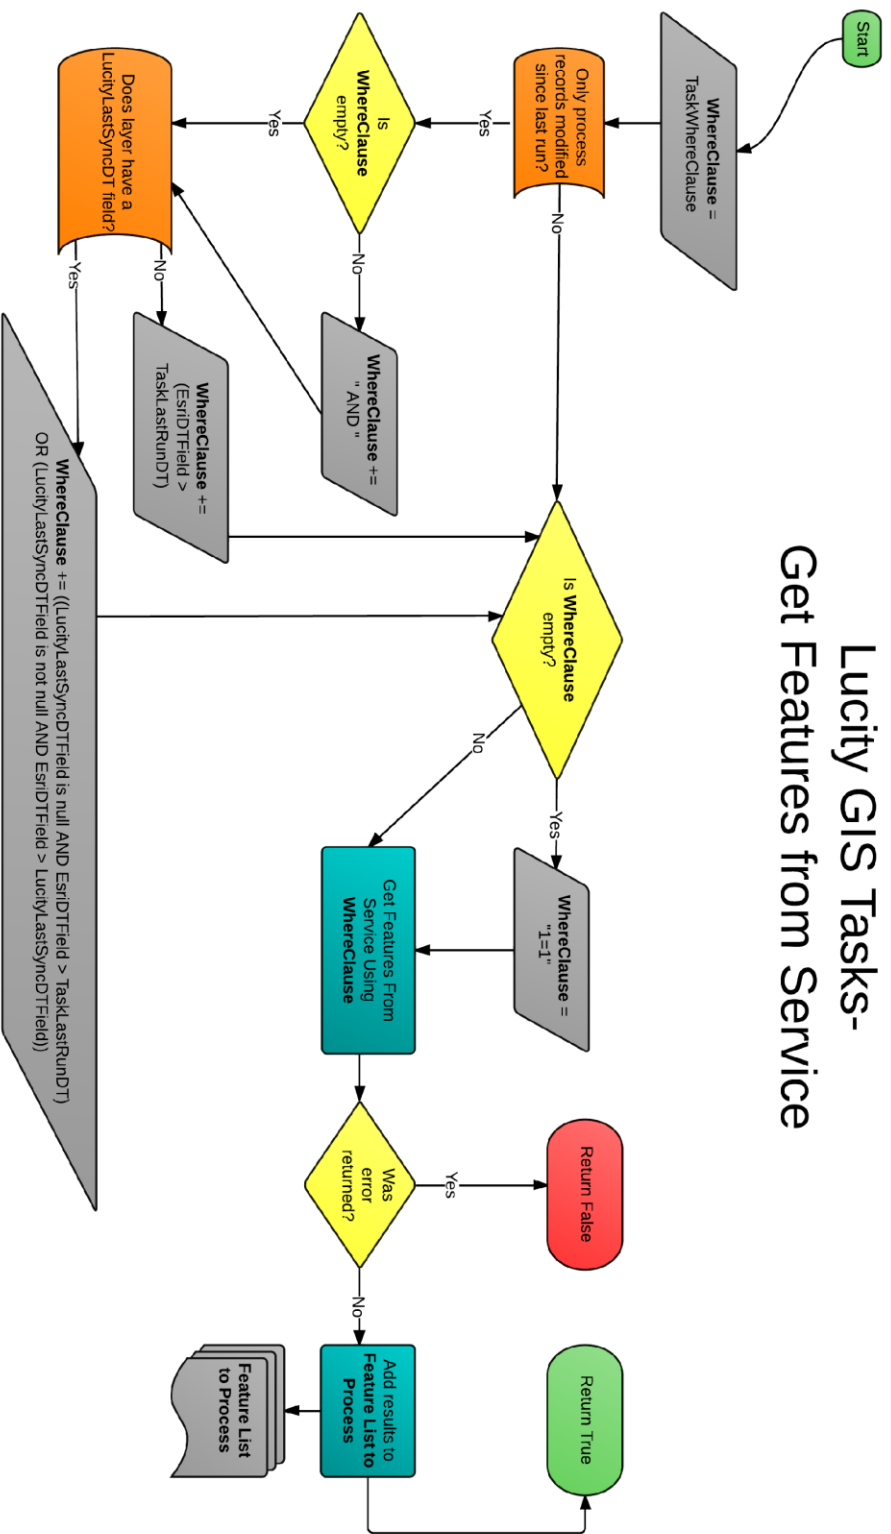 Lucity GIS Tasks-
Get Features from Service
Start
WhereClause =
TaskWhereClause
Only process
records modified
since last run?
No
Yes
Is
WhereClause
empty?
No
Yes
WhereClause +=
" AND "
Does layer have a
LucityLastSyncDT field?
No
Yes
WhereClause +=
(EsriDTField >
TaskLastRunDT)
WhereClause += ((LucityLastSyncDTField is null AND EsriDTField > TaskLastRunDT)
OR (LucityLastSyncDTField is not null AND EsriDTField > LucityLastSyncDTField))
Is WhereClause
empty?
Yes
No
WhereClause =
"1=1"
Get Features From
Service Using
WhereClause
Was
error
returned?
Yes
No
Return False
Add results to
Feature List to
Process
Feature List
to Process
Return True